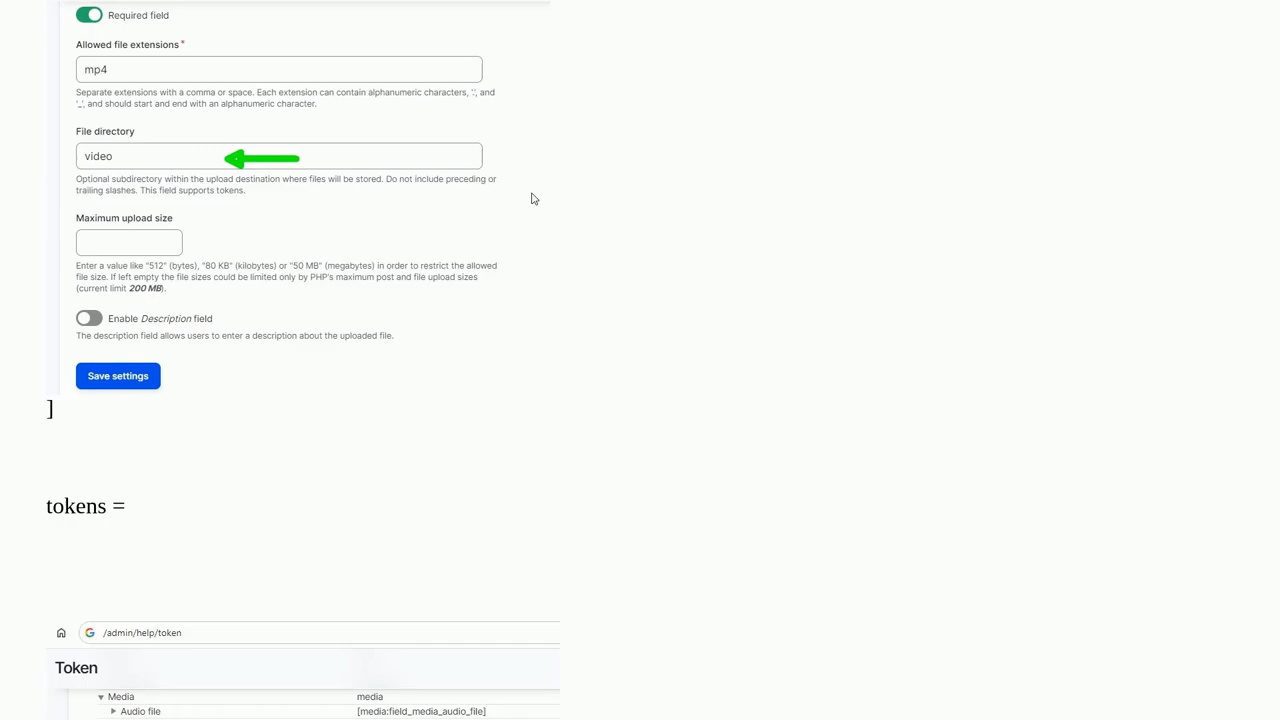 Required field
Allowed file extensions *
mp4
Separate extensions with a comma or space. Each extension can contain alphanumeric characters, '.', and
'_', and should start and end with an alphanumeric character.
File directory
video
Optional subdirectory within the upload destination where files will be stored. Do not include preceding or
trailing slashes. This field supports tokens.
Maximum upload size
Enter a value like "512" (bytes), "80 KB" (kilobytes) or "50 MB" (megabytes) in order to restrict the allowed
file size. If left empty the file sizes could be limited only by PHP's maximum post and file upload sizes
(current limit 200 MB).
Enable Description field
The description field allows users to enter a description about the uploaded file.
Save settings
]
tokens =
/admin/help/token
Token
Media media
Audio file [media:field_media_audio_file]